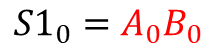 S1₀ = A₀B₀